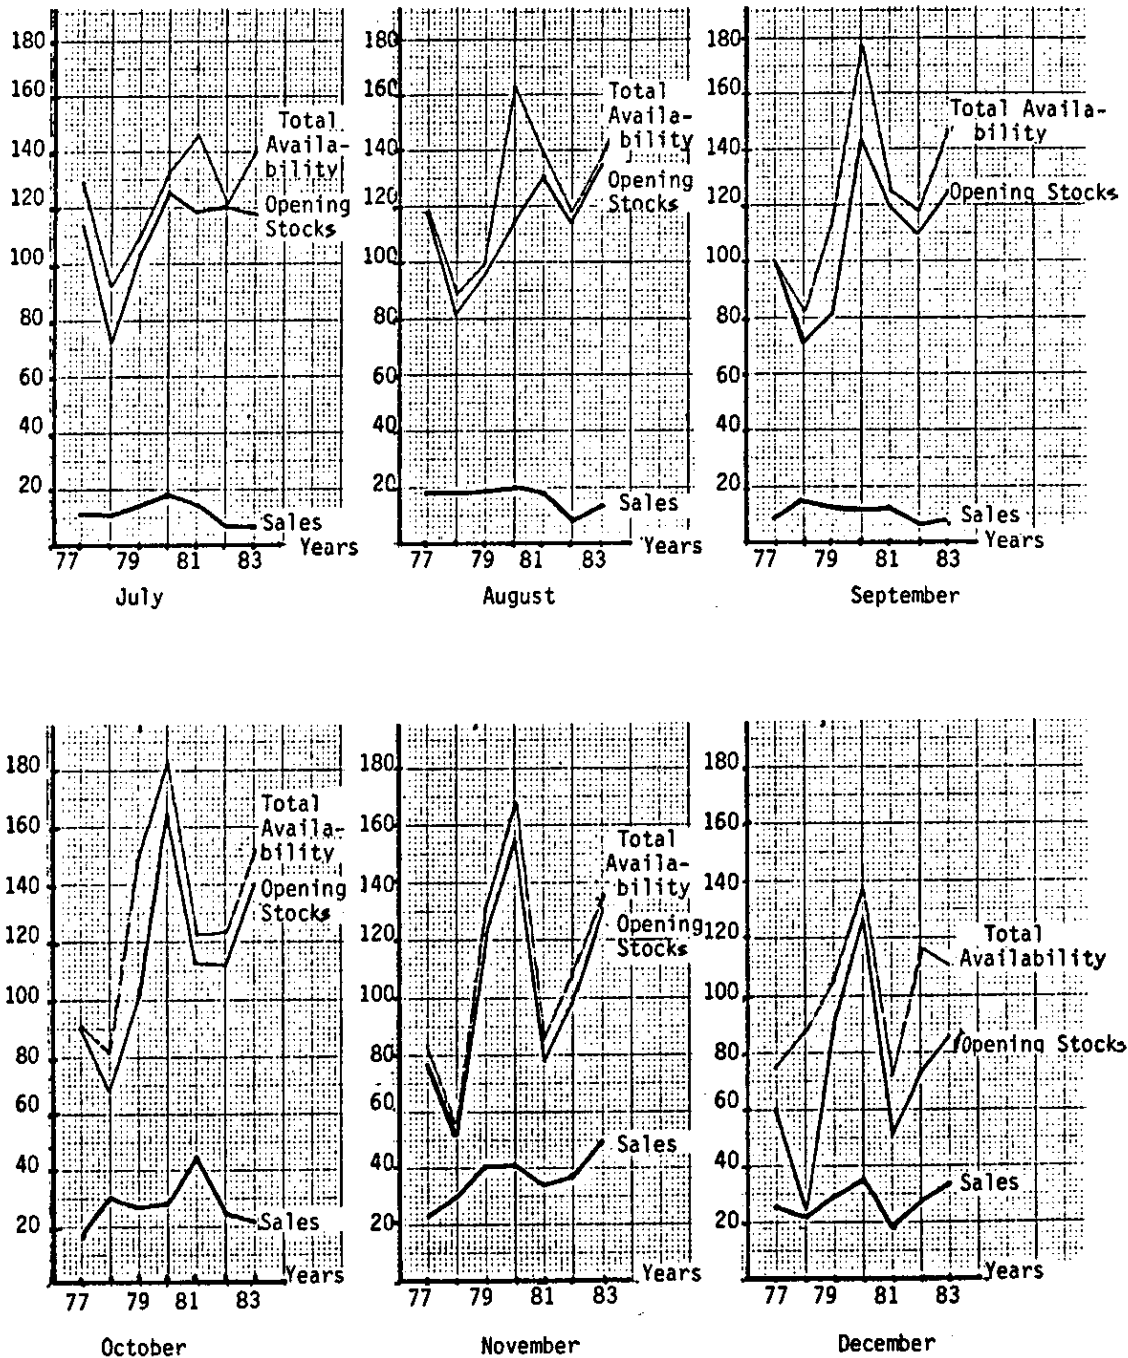 180
160
140
120
100
80
60
40
20
Total
Availa-
bility
Opening
Stocks
Sales
Years
77 79 81 83
July
180
160
140
120
100
80
60
40
20
Total
Availa-
bility
Opening
Stocks
Sales
Years
77 79 81 83
August
180
160
140
120
100
80
60
40
20
Total Availa-
bility
Opening
Stocks
Sales
Years
77 79 81 83
September
180
160
140
120
100
80
60
40
20
Total
Availa-
bility
Opening
Stocks
Sales
Years
77 79 81 83
October
180
160
140
120
100
80
60
40
20
Total
Availa-
bility
Opening
Stocks
Sales
Years
77 79 81 83
November
180
160
140
120
100
80
60
40
20
Total
Availability
Opening Stocks
Sales
Years
77 79 81 83
December